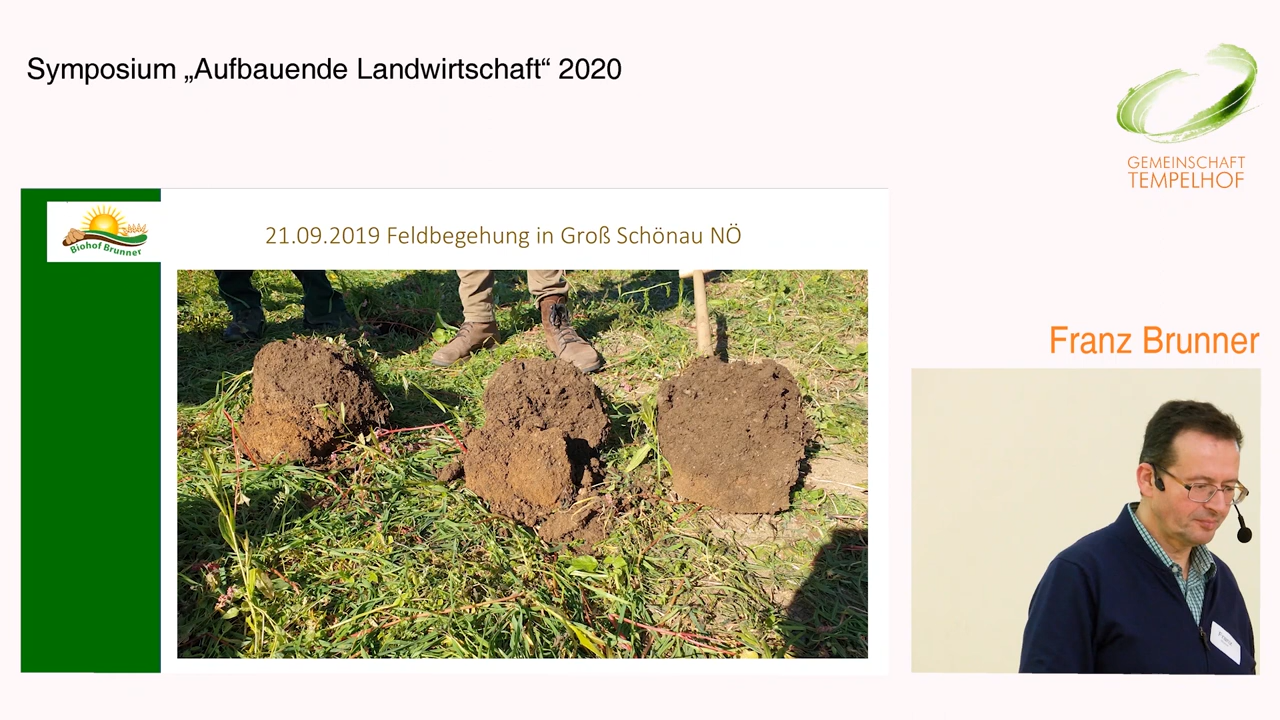 Symposium „Aufbauende Landwirtschaft“ 2020
GEMEINSCHAFT
TEMPELHOF
Biohof Brunner
21.09.2019 Feldbegehung in Groß Schönau NÖ
Franz Brunner